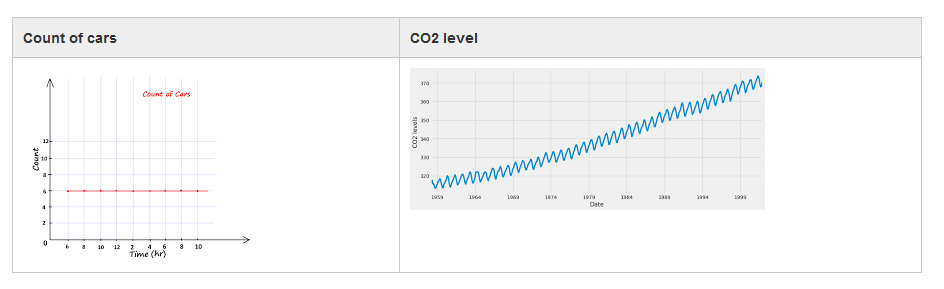 Count of cars
CO2 level
Count of Cars
Count
12
10
8
6
4
2
0
6 8 10 12 2 4 6 8 10
Time (hr)
CO2 levels
370
360
350
340
330
320
1959 1964 1969 1974 1979 1984 1989 1994 1999
Date